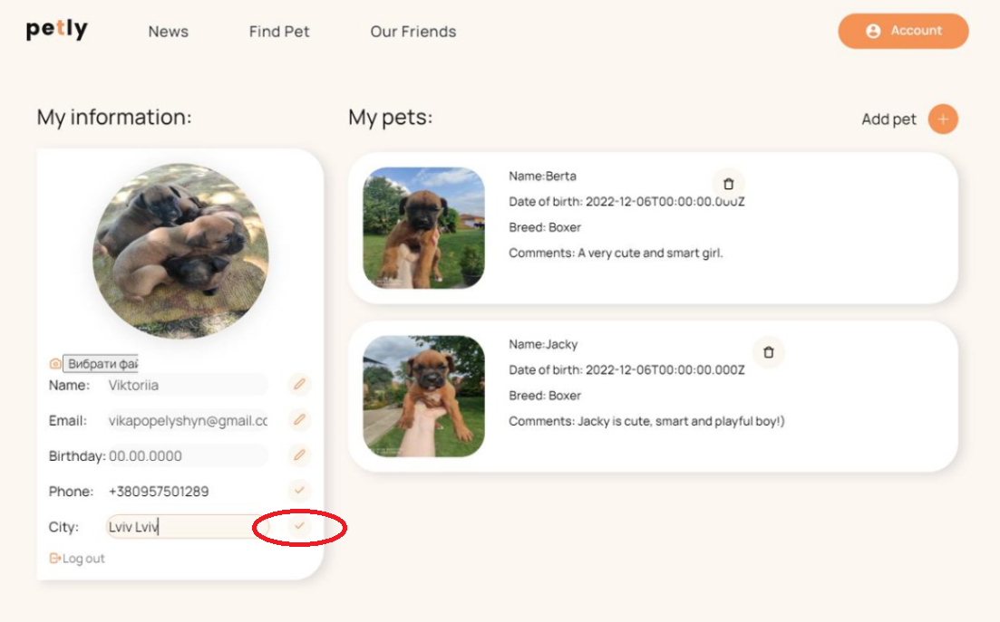 petly
News
Find Pet
Our Friends
Account
My information:
My pets:
Add pet
Вибрати фай
Name: Viktoriia
Email: vikapopelyshyn@gmail.cc
Birthday: 00.00.0000
Phone: +380957501289
City: Lviv Lviv
Log out
Name:Berta
Date of birth: 2022-12-06T00:00:00.000Z
Breed: Boxer
Comments: A very cute and smart girl.
Name:Jacky
Date of birth: 2022-12-06T00:00:00.000Z
Breed: Boxer
Comments: Jacky is cute, smart and playful boy!)